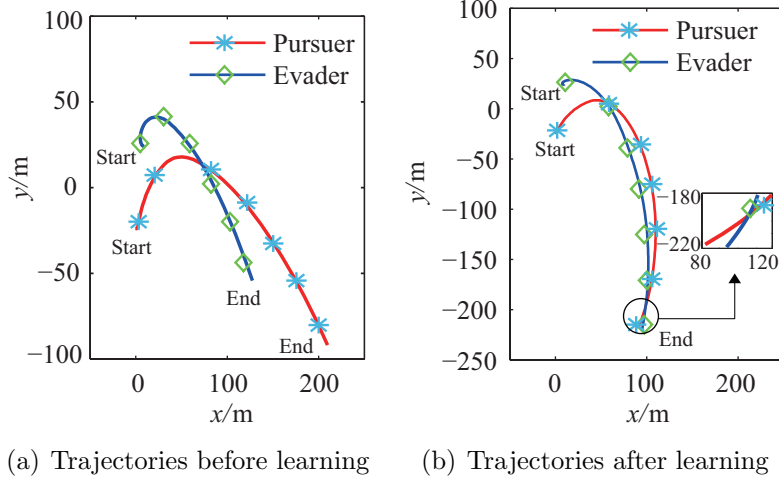 100
50
0
−50
−100
y/m
Pursuer
Evader
Start
Start
End
End
0 100 200
x/m
(a) Trajectories before learning
100
50
0
−50
−100
−150
−200
−250
y/m
Pursuer
Evader
Start
Start
−180
−220
80 120
End
0 100 200
x/m
(b) Trajectories after learning